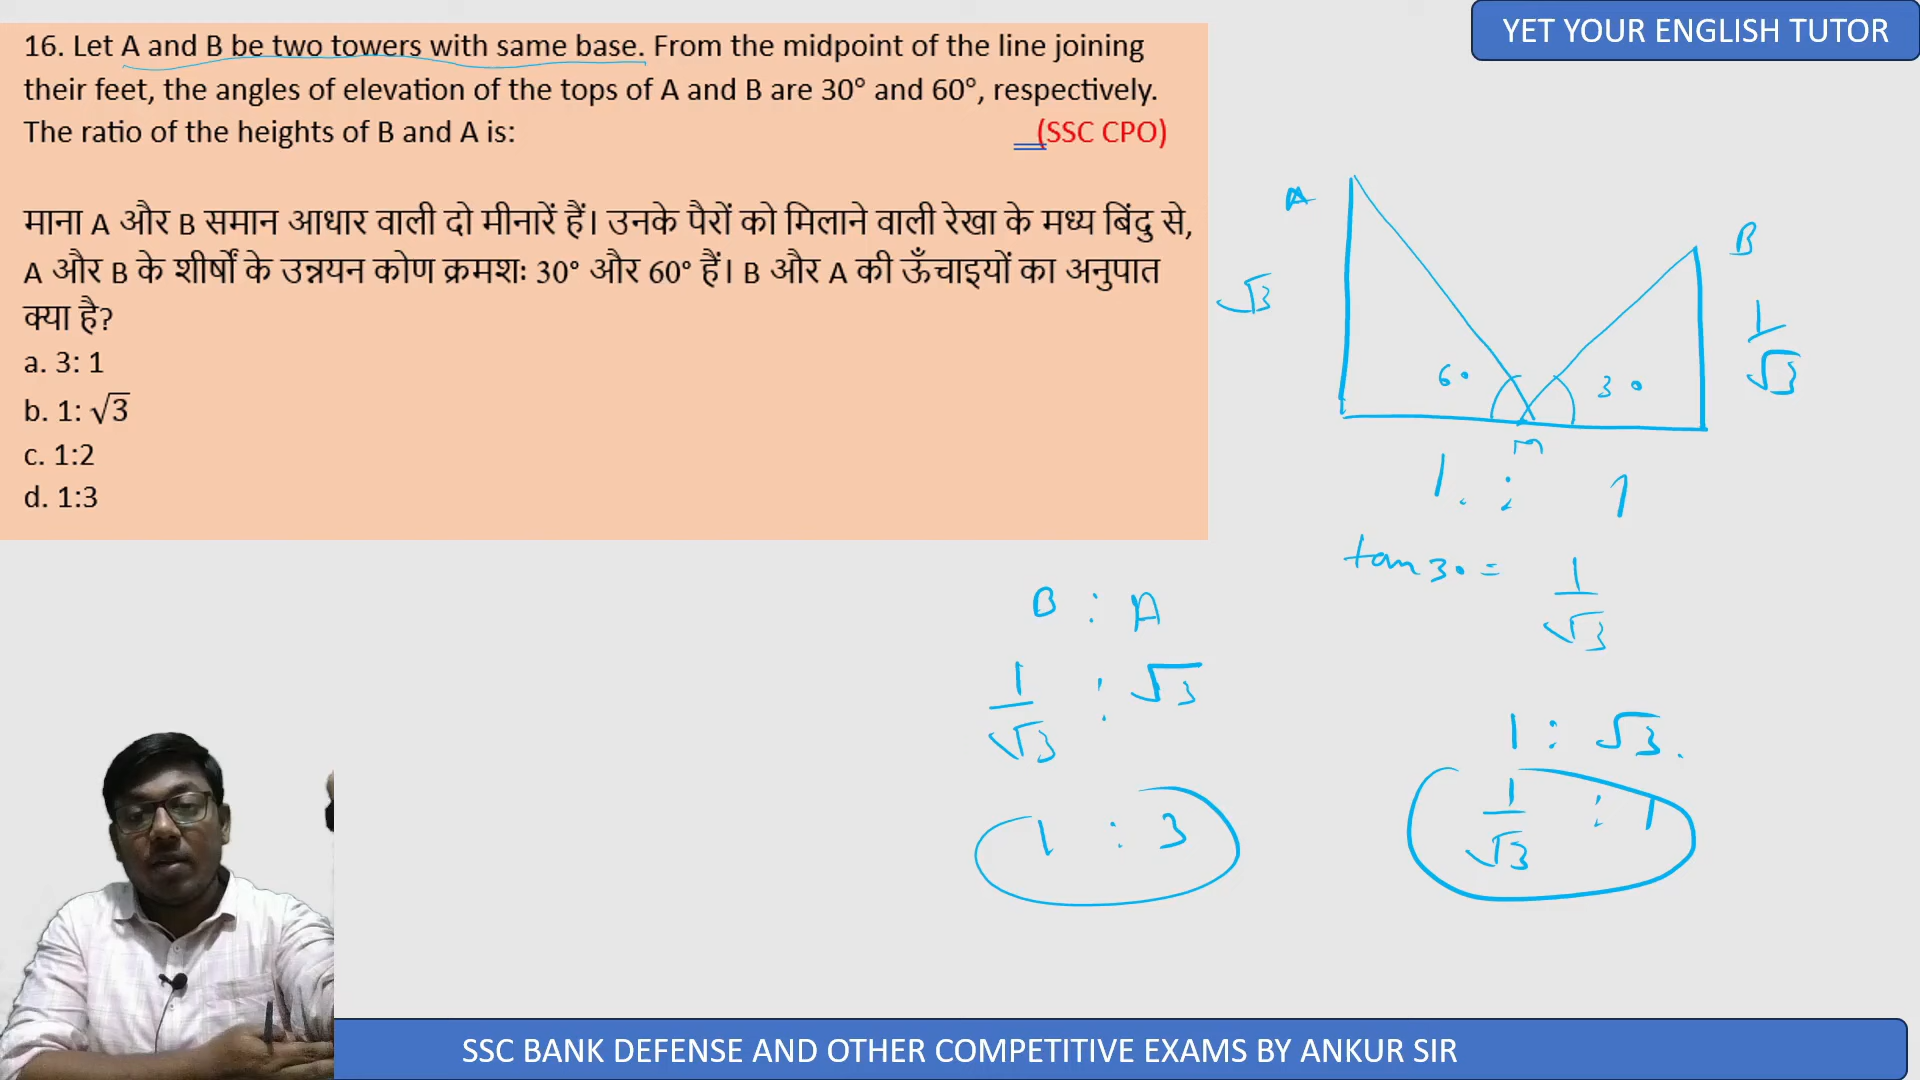 YET YOUR ENGLISH TUTOR
16. Let A and B be two towers with same base. From the midpoint of the line joining
their feet, the angles of elevation of the tops of A and B are 30° and 60°, respectively.
The ratio of the heights of B and A is: (SSC CPO)
माना A और B समान आधार वाली दो मीनारें हैं। उनके पैरों को मिलाने वाली रेखा के मध्य बिंदु से,
A और B के शीर्षों के उन्नयन कोण क्रमशः 30° और 60° हैं। B और A की ऊँचाइयों का अनुपात
क्या है?
a. 3: 1
b. 1: √3
c. 1:2
d. 1:3
A
B
√3
1/√3
60
30
m
1 : 1
tan 30 = 1/√3
B : A
1/√3 : √3
1 : 3
1 : √3.
1/√3 : 1
SSC BANK DEFENSE AND OTHER COMPETITIVE EXAMS BY ANKUR SIR